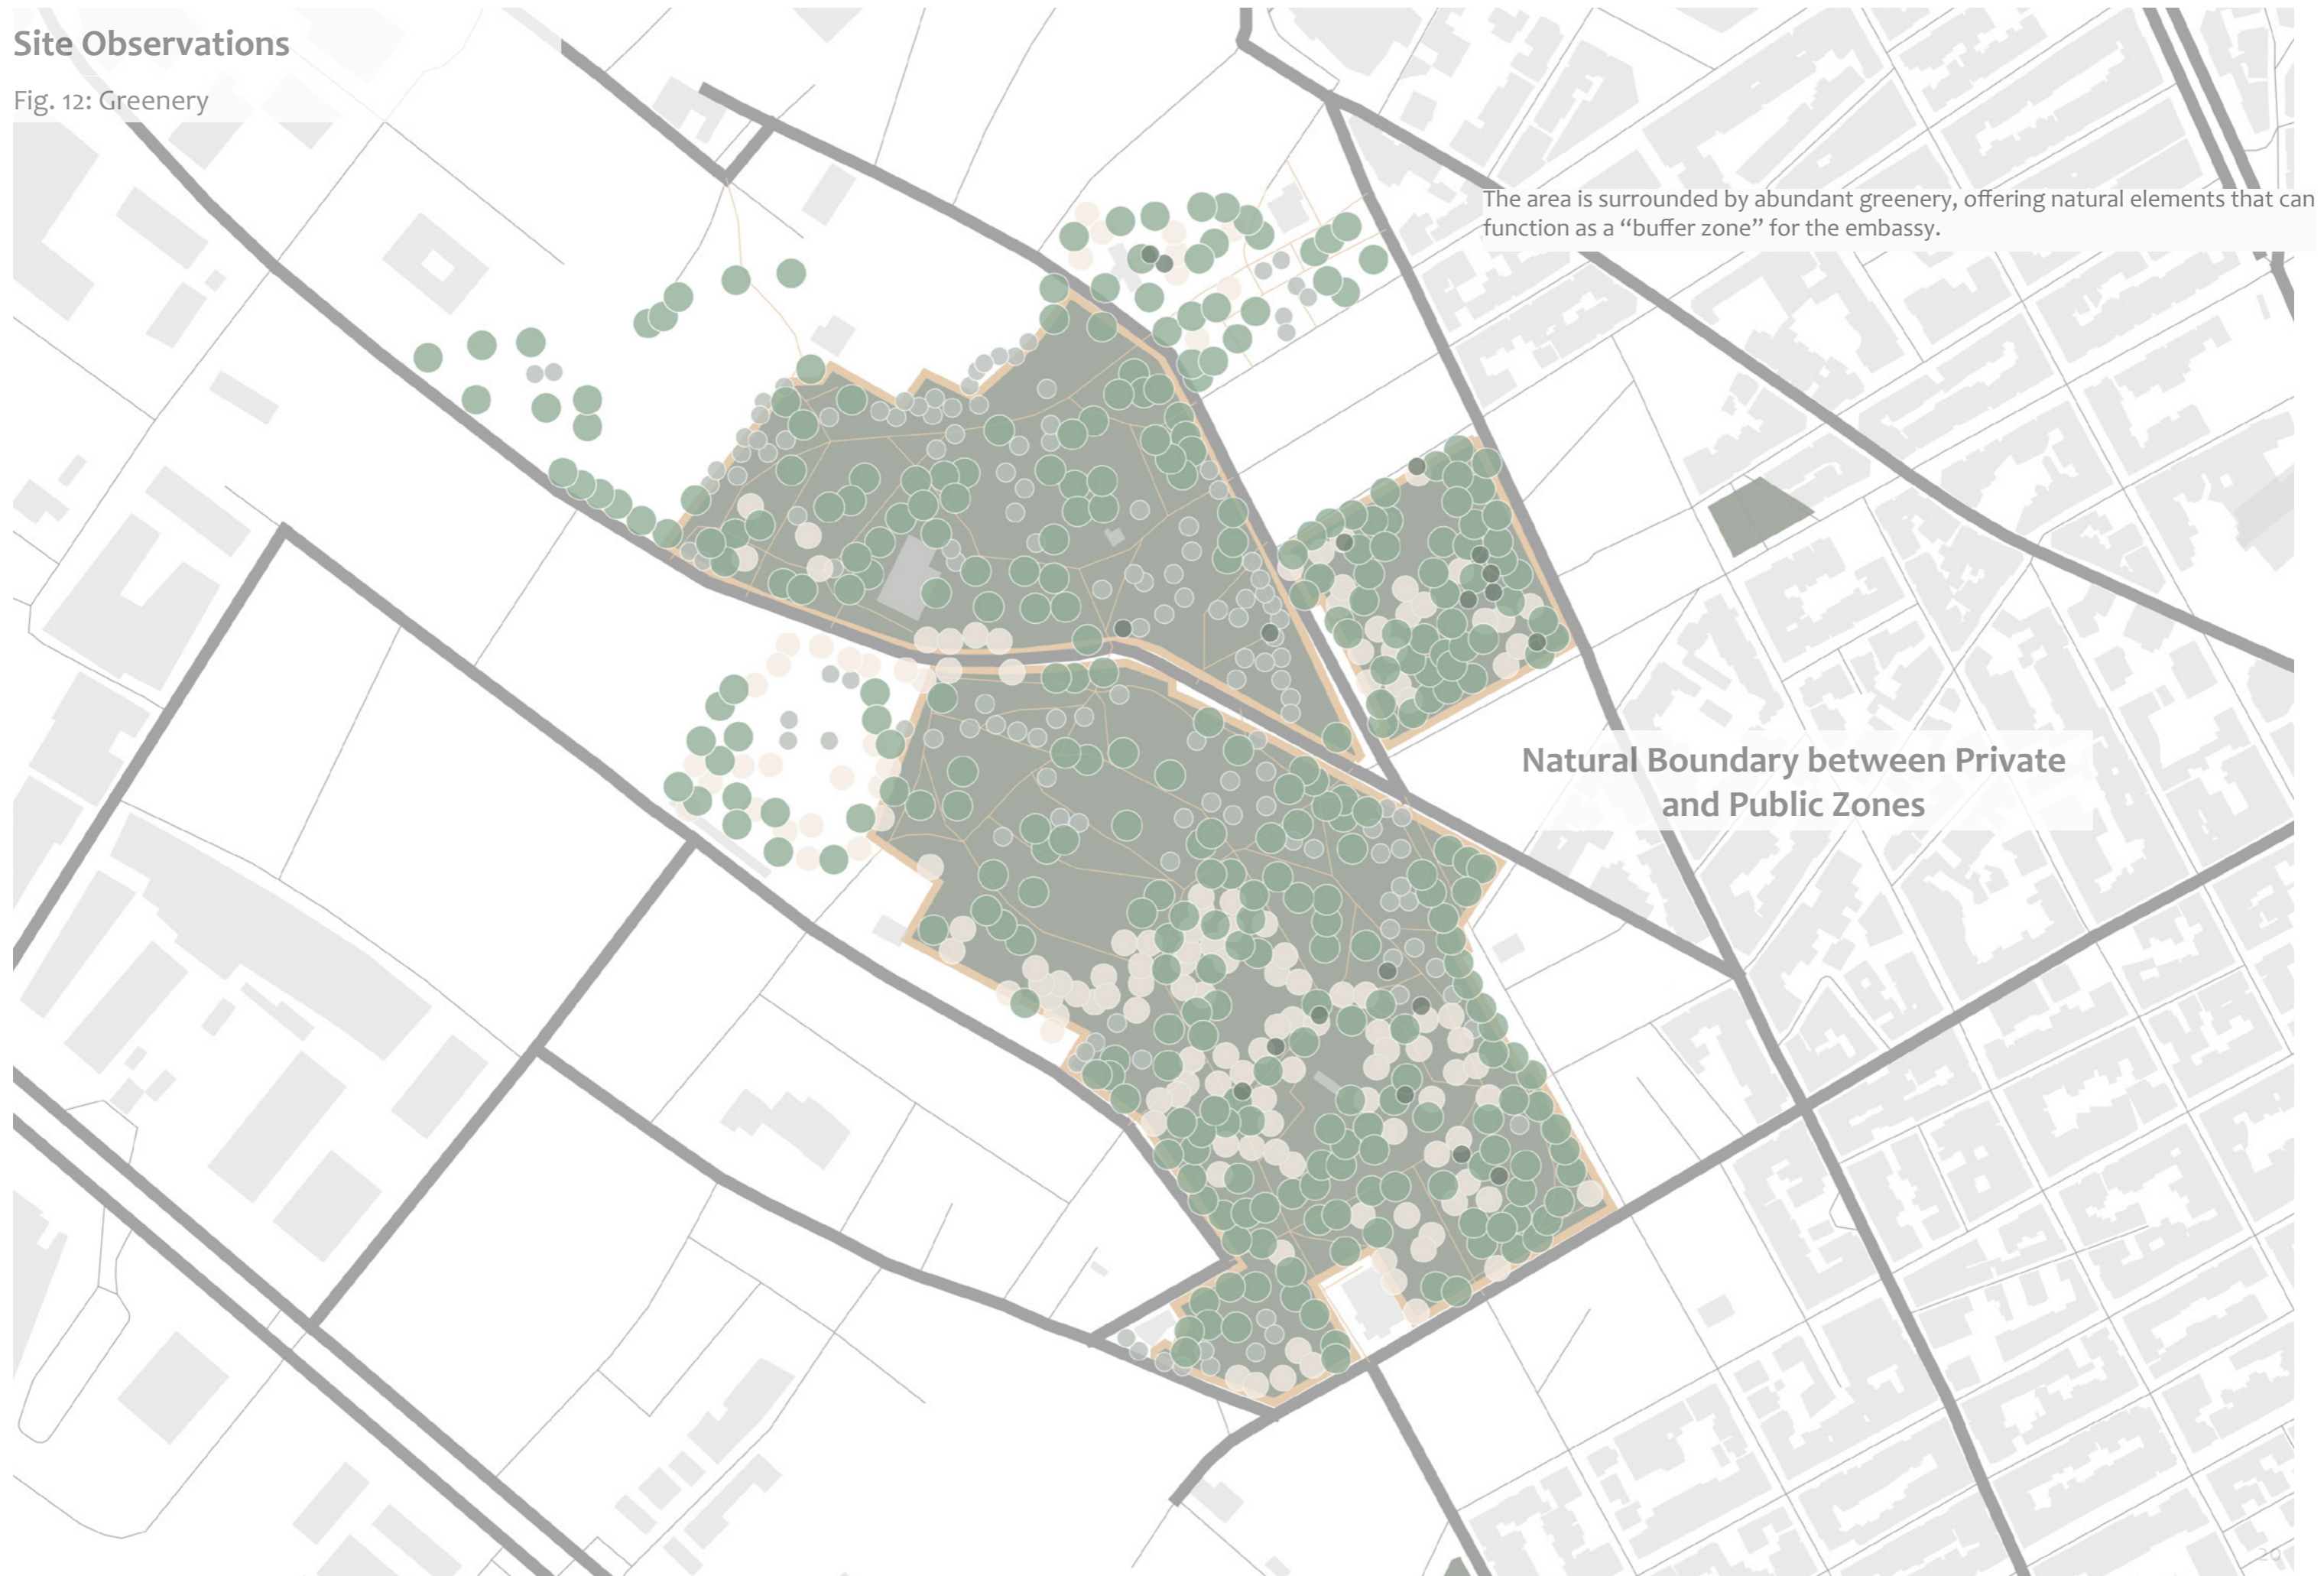 Site Observations
Fig. 12: Greenery
The area is surrounded by abundant greenery, offering natural elements that can
function as a “buffer zone” for the embassy.
Natural Boundary between Private
and Public Zones
20